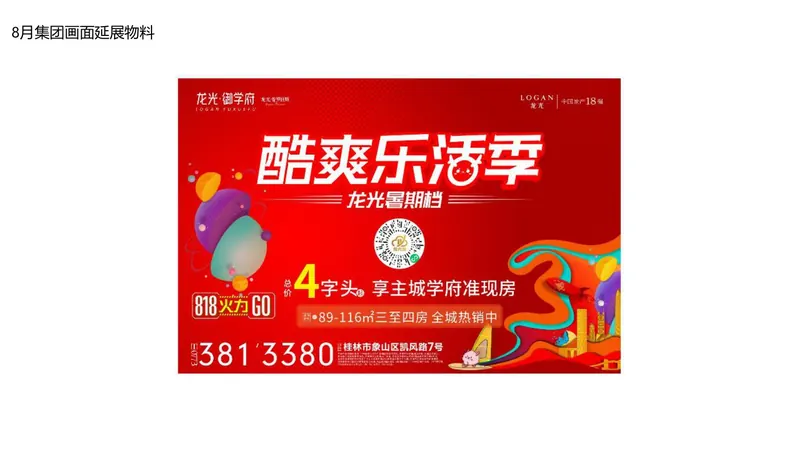 8月集团画面延展物料
龙光·御学府
LOGAN YUXUEFU
LOGAN
龙光
中国房产18强
酷爽乐活季
龙光暑期档
总价4字头起 享主城学府准现房
818火力GO
89-116㎡三至四房 全城热销中
0773 381 3380
桂林市象山区凯风路7号